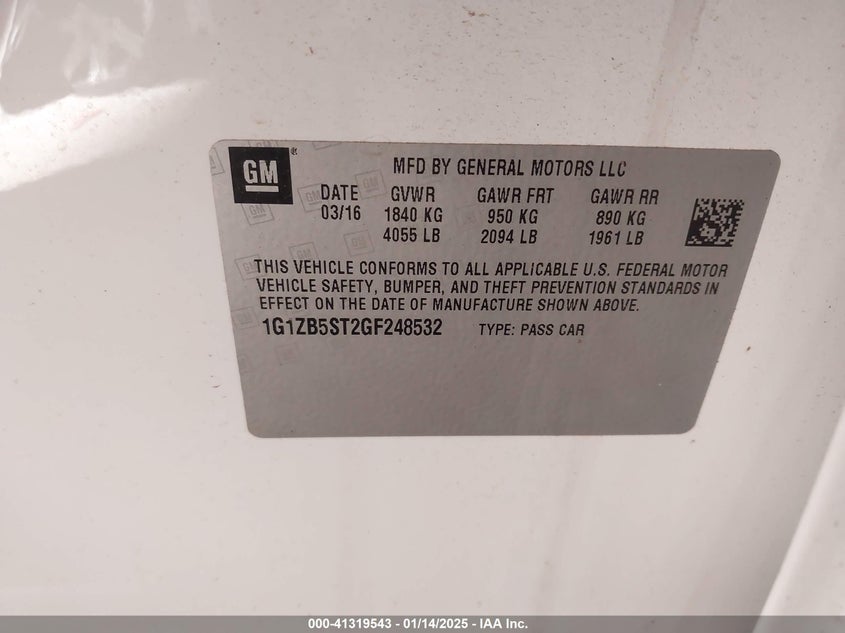 GM
MFD BY GENERAL MOTORS LLC
DATE GVWR GAWR FRT GAWR RR
03/16 1840 KG 950 KG 890 KG
4055 LB 2094 LB 1961 LB
THIS VEHICLE CONFORMS TO ALL APPLICABLE U.S. FEDERAL MOTOR
VEHICLE SAFETY, BUMPER, AND THEFT PREVENTION STANDARDS IN
EFFECT ON THE DATE OF MANUFACTURE SHOWN ABOVE.
1G1ZB5ST2GF248532 TYPE: PASS CAR
000-41319543 - 01/14/2025 - IAA Inc.